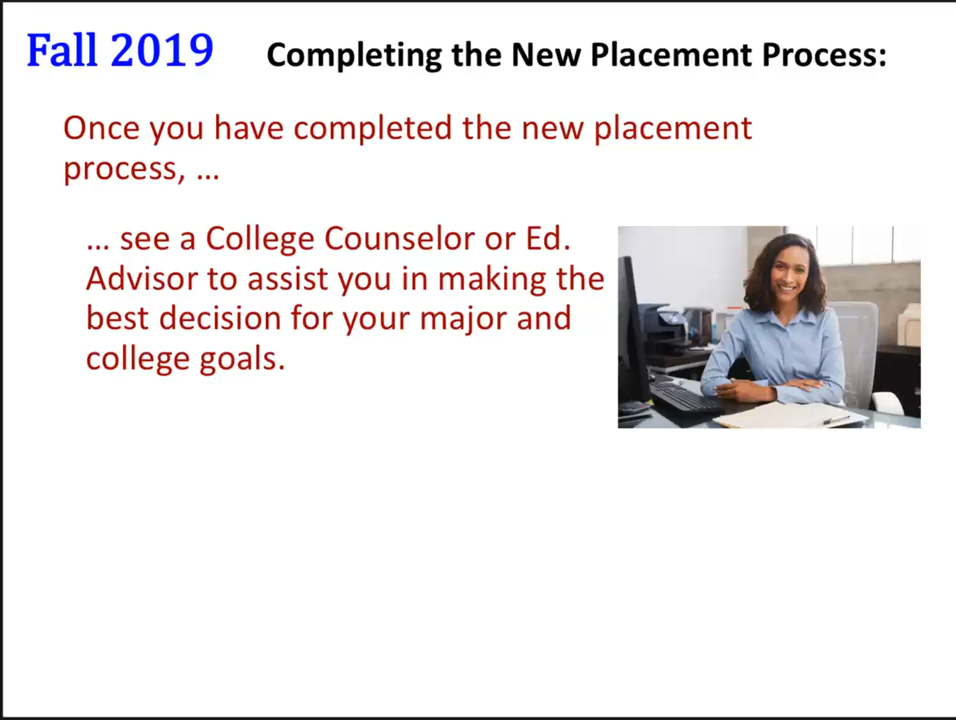 Fall 2019 Completing the New Placement Process:
Once you have completed the new placement
process, …
… see a College Counselor or Ed.
Advisor to assist you in making the
best decision for your major and
college goals.